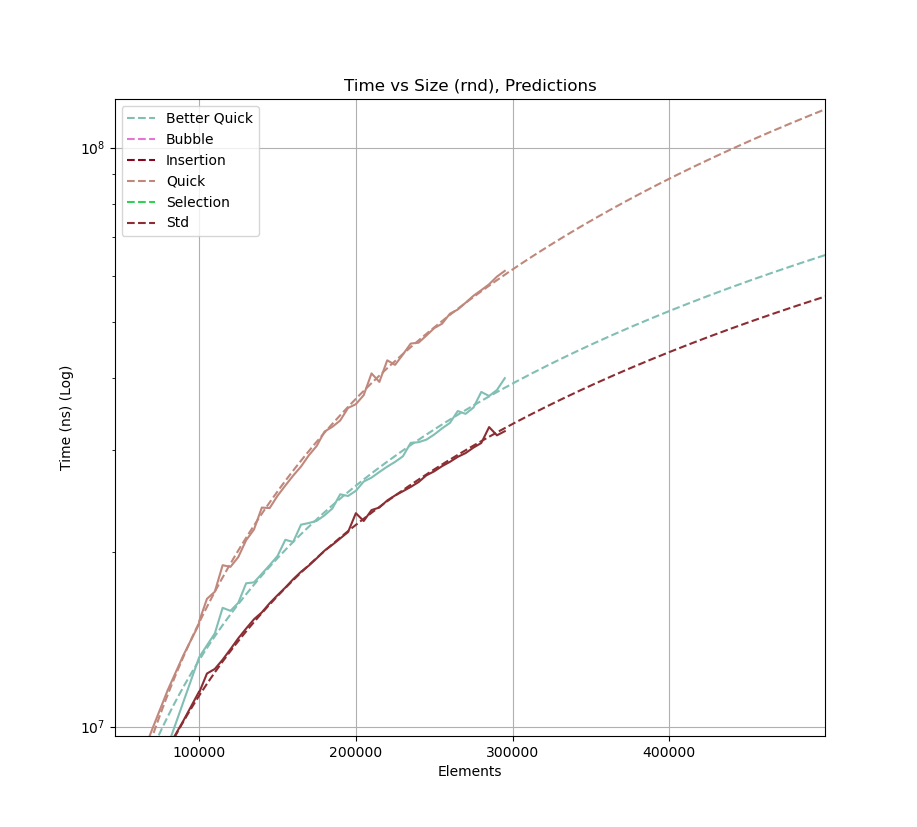 Time vs Size (rnd), Predictions
Better Quick
Bubble
Insertion
Quick
Selection
Std
10⁸
10⁷
Time (ns) (Log)
100000 200000 300000 400000
Elements